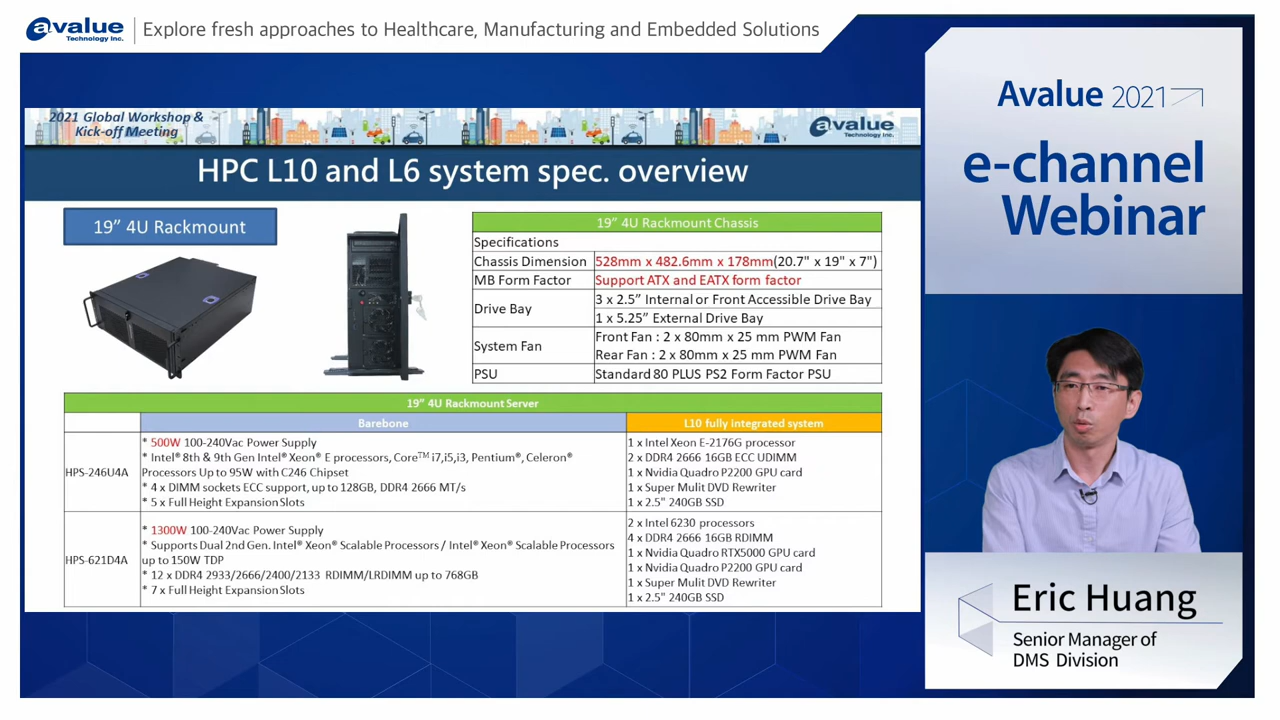 avalue
Technology Inc.
Explore fresh approaches to Healthcare, Manufacturing and Embedded Solutions
2021 Global Workshop &
Kick-off Meeting
avalue
Technology Inc.
HPC L10 and L6 system spec. overview
19” 4U Rackmount
19” 4U Rackmount Chassis
Specifications
Chassis Dimension 528mm x 482.6mm x 178mm(20.7" x 19" x 7")
MB Form Factor Support ATX and EATX form factor
Drive Bay
3 x 2.5” Internal or Front Accessible Drive Bay
1 x 5.25” External Drive Bay
System Fan
Front Fan : 2 x 80mm x 25 mm PWM Fan
Rear Fan : 2 x 80mm x 25 mm PWM Fan
PSU Standard 80 PLUS PS2 Form Factor PSU
19” 4U Rackmount Server
Barebone L10 fully integrated system
HPS-246U4A
* 500W 100-240Vac Power Supply
* Intel® 8th & 9th Gen Intel® Xeon® E processors, Core™ i7,i5,i3, Pentium®, Celeron®
Processors Up to 95W with C246 Chipset
* 4 x DIMM sockets ECC support, up to 128GB, DDR4 2666 MT/s
* 5 x Full Height Expansion Slots
1 x Intel Xeon E-2176G processor
2 x DDR4 2666 16GB ECC UDIMM
1 x Nvidia Quadro P2200 GPU card
1 x Super Mulit DVD Rewriter
1 x 2.5" 240GB SSD
HPS-621D4A
* 1300W 100-240Vac Power Supply
* Supports Dual 2nd Gen. Intel® Xeon® Scalable Processors / Intel® Xeon® Scalable Processors
up to 150W TDP
* 12 x DDR4 2933/2666/2400/2133 RDIMM/LRDIMM up to 768GB
* 7 x Full Height Expansion Slots
2 x Intel 6230 processors
4 x DDR4 2666 16GB RDIMM
1 x Nvidia Quadro RTX5000 GPU card
1 x Nvidia Quadro P2200 GPU card
1 x Super Mulit DVD Rewriter
1 x 2.5" 240GB SSD
Avalue 2021
e-channel
Webinar
Eric Huang
Senior Manager of
DMS Division